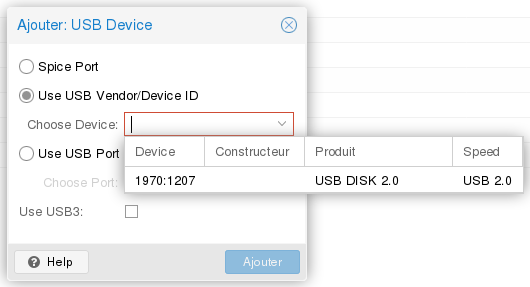 Ajouter: USB Device
Spice Port
Use USB Vendor/Device ID
Choose Device:
Device Constructeur Produit Speed
Use USB Port
1970:1207 USB DISK 2.0 USB 2.0
Choose Port:
Use USB3:
Help Ajouter